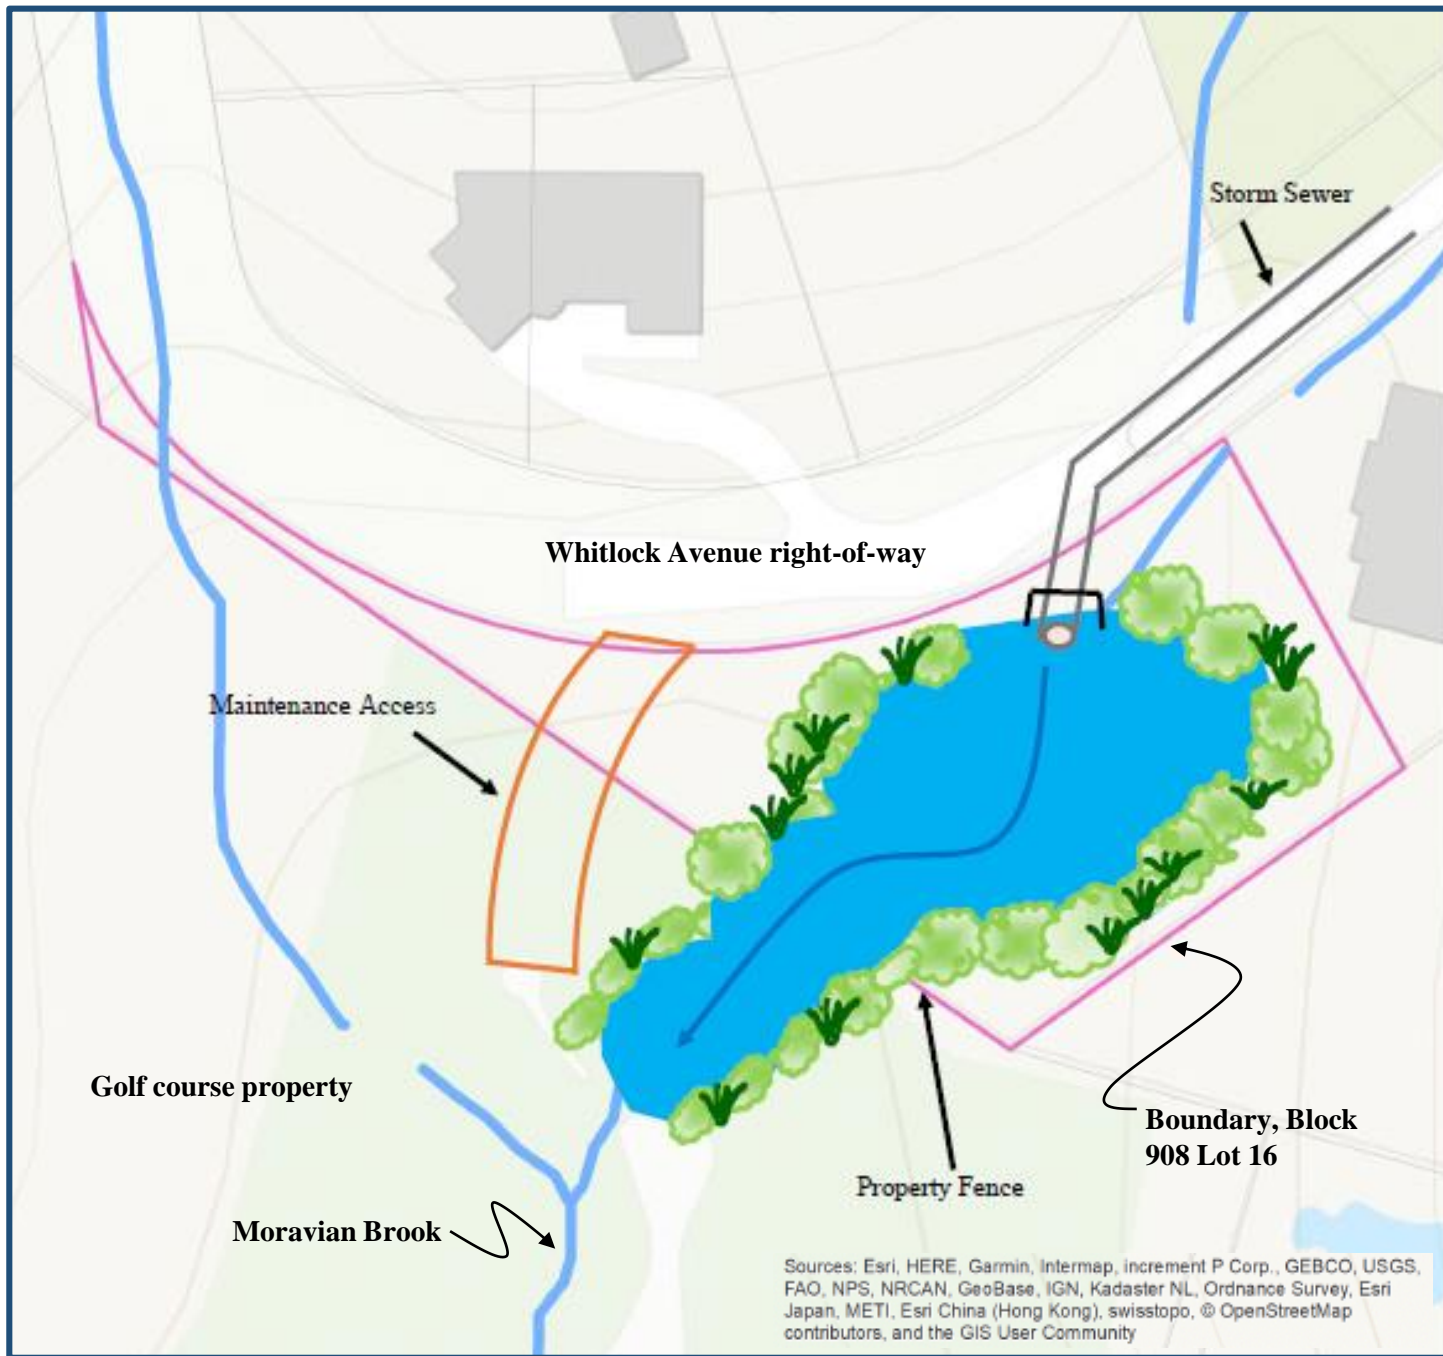 Storm Sewer
Whitlock Avenue right-of-way
Maintenance Access
Golf course property
Boundary, Block
908 Lot 16
Property Fence
Moravian Brook
Sources: Esri, HERE, Garmin, Intermap, increment P Corp., GEBCO, USGS,
FAO, NPS, NRCAN, GeoBase, IGN, Kadaster NL, Ordnance Survey, Esri
Japan, METI, Esri China (Hong Kong), swisstopo, © OpenStreetMap
contributors, and the GIS User Community